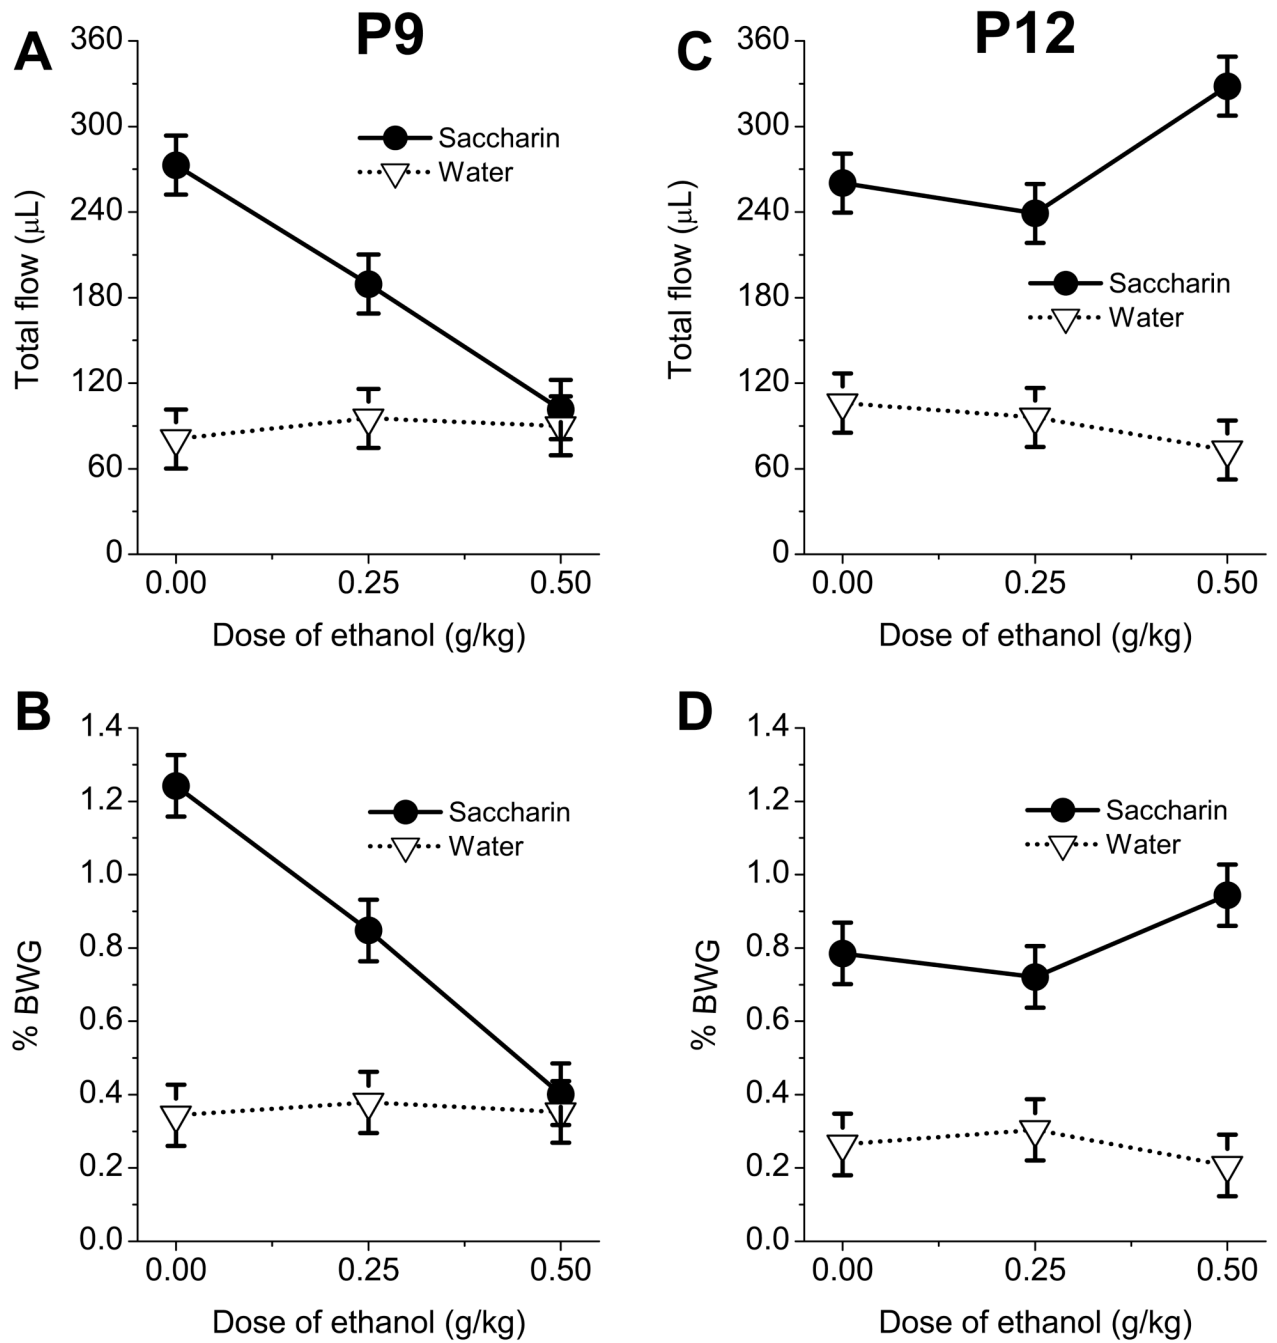 A
P9
360
300
240
180
120
60
0
Total flow (μL)
Saccharin
Water
0.00 0.25 0.50
Dose of ethanol (g/kg)
C
P12
360
300
240
180
120
60
0
Total flow (μL)
Saccharin
Water
0.00 0.25 0.50
Dose of ethanol (g/kg)
B
1.4
1.2
1.0
0.8
0.6
0.4
0.2
0.0
% BWG
Saccharin
Water
0.00 0.25 0.50
Dose of ethanol (g/kg)
D
1.4
1.2
1.0
0.8
0.6
0.4
0.2
0.0
% BWG
Saccharin
Water
0.00 0.25 0.50
Dose of ethanol (g/kg)